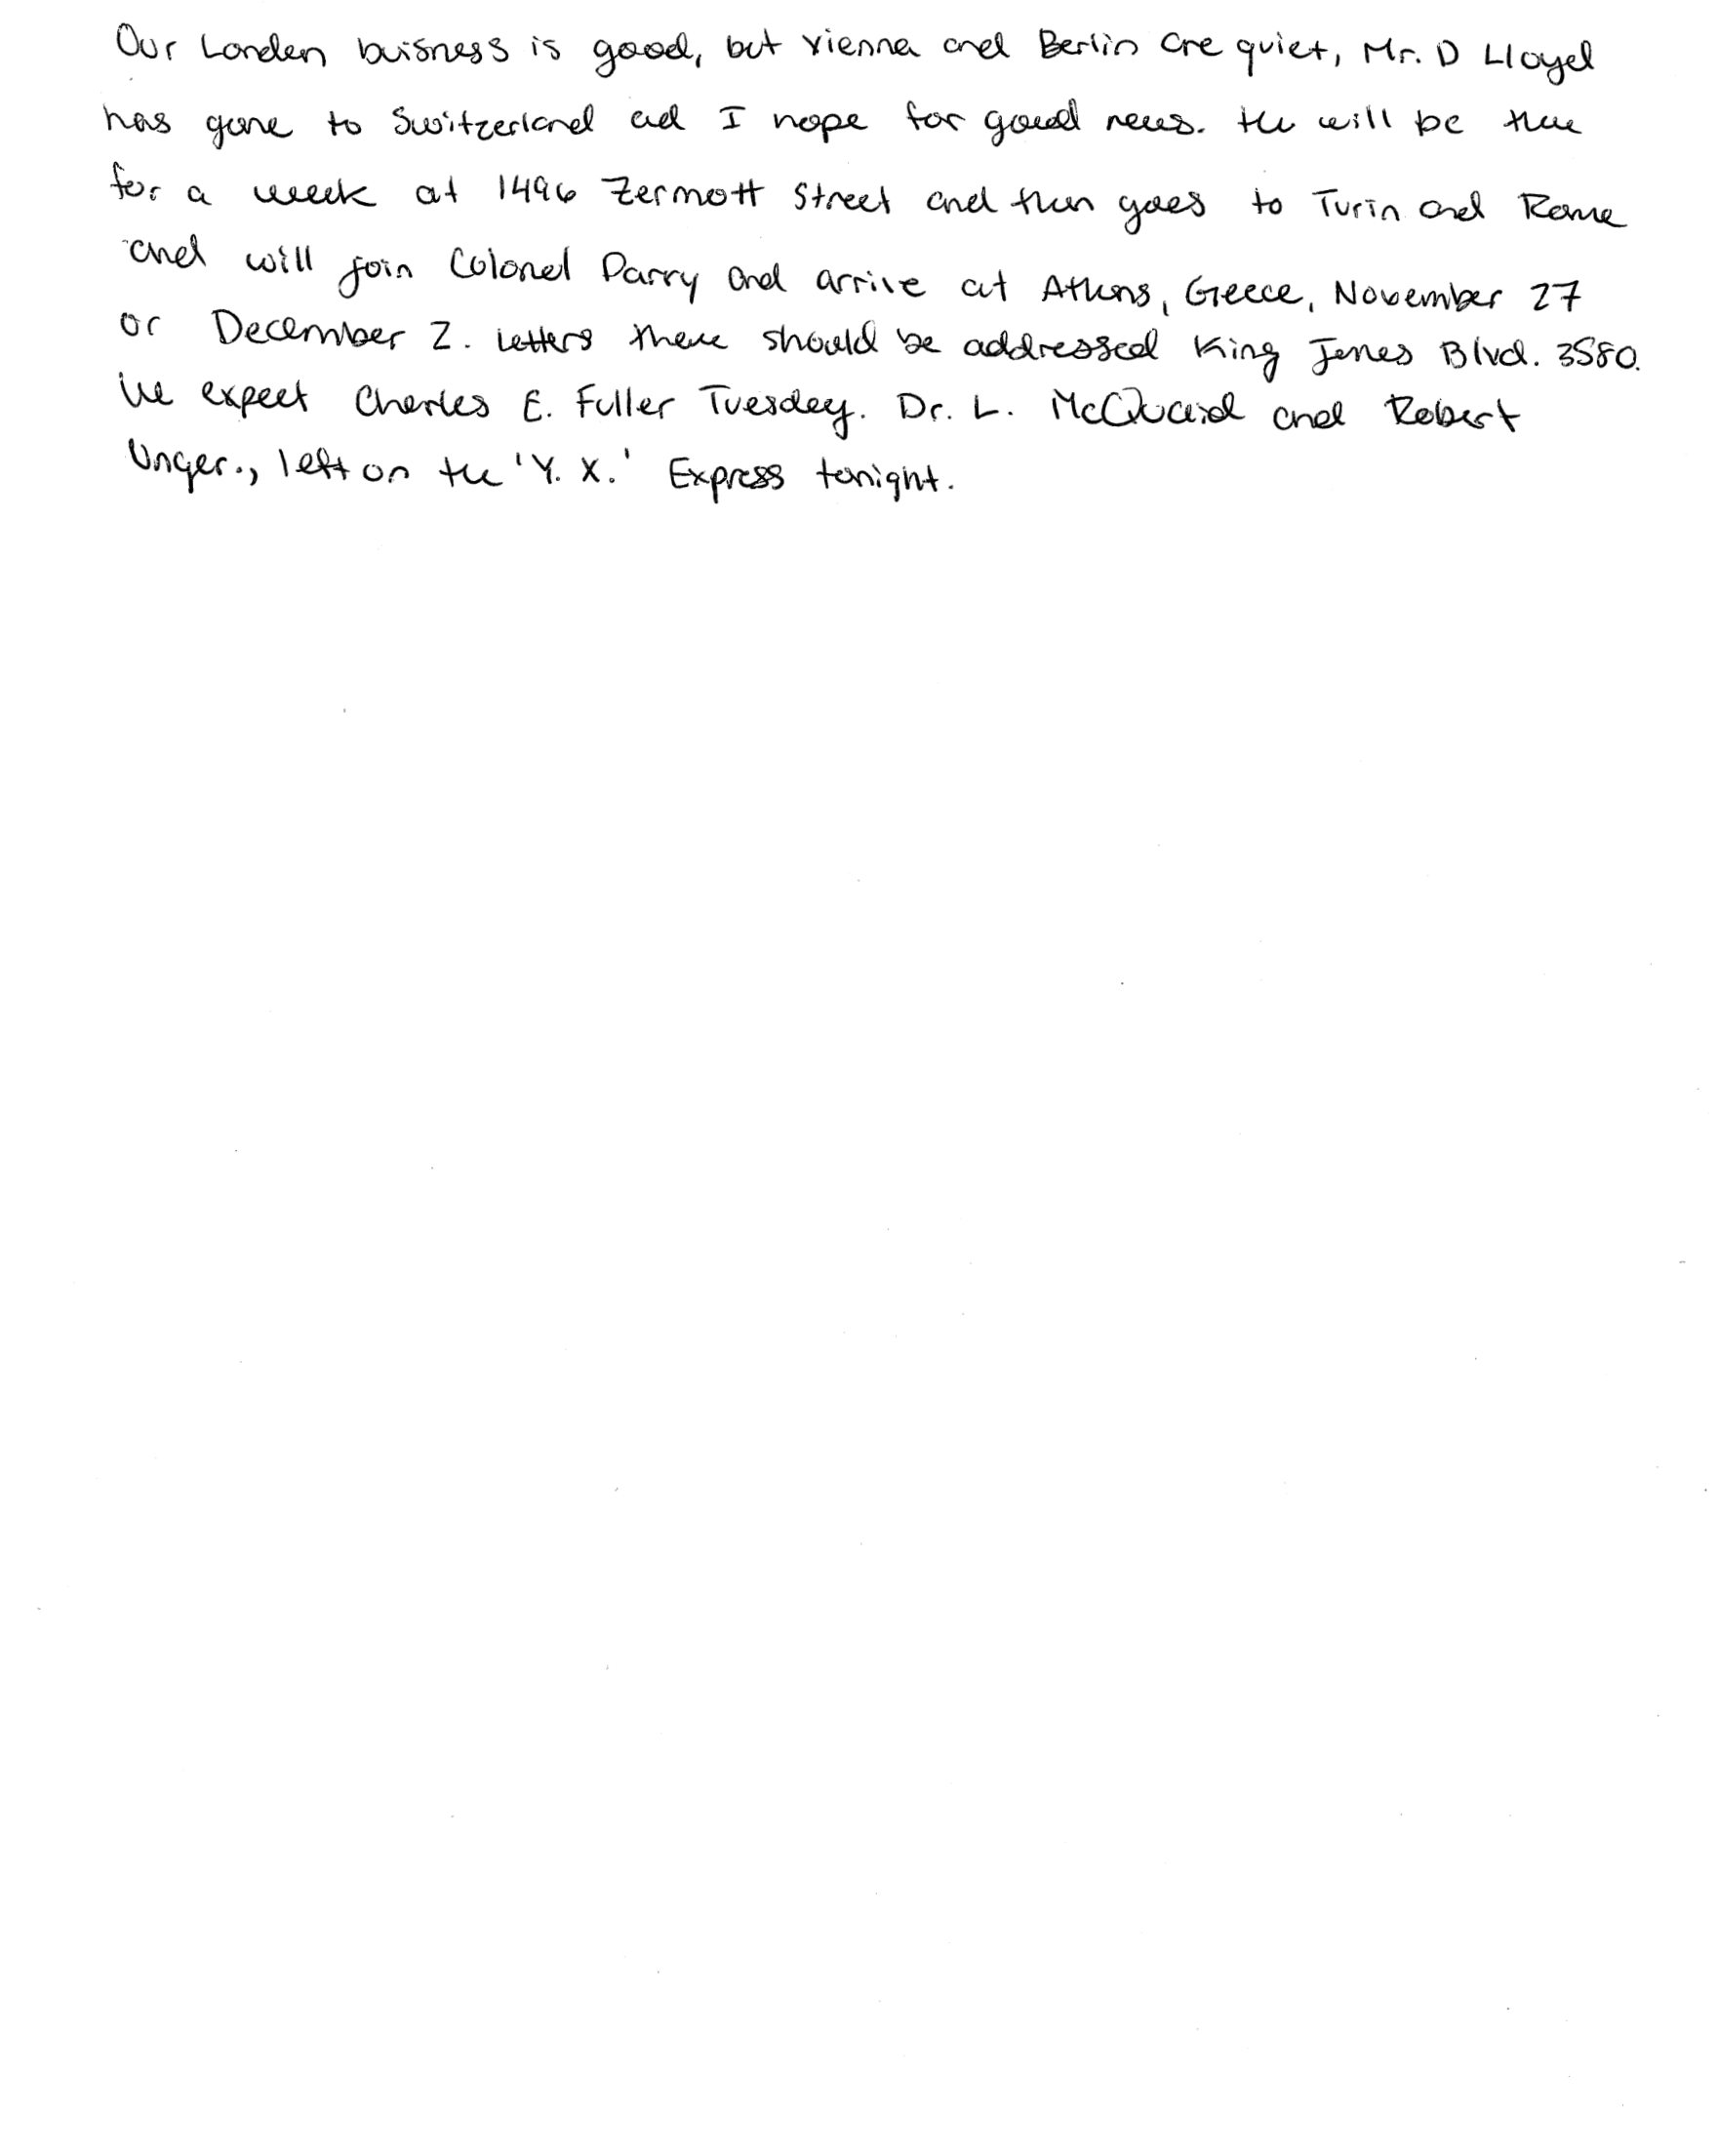 Our London buisness is good, but Vienna and Berlin are quiet, Mr. D Lloyd
has gone to Switzerland ad I hope for good news. He will be there
for a week at 1496 Zermott Street and then goes to Turin and Rome
and will join Colonel Parry and arrive at Athens, Greece, November 27
or December 2. Letters there should be addressed King James Blvd. 3580.
We expect Charles E. Fuller Tuesday. Dr. L. McQuaid and Robert
Unger., left on the 'Y. X.' Express tonight.